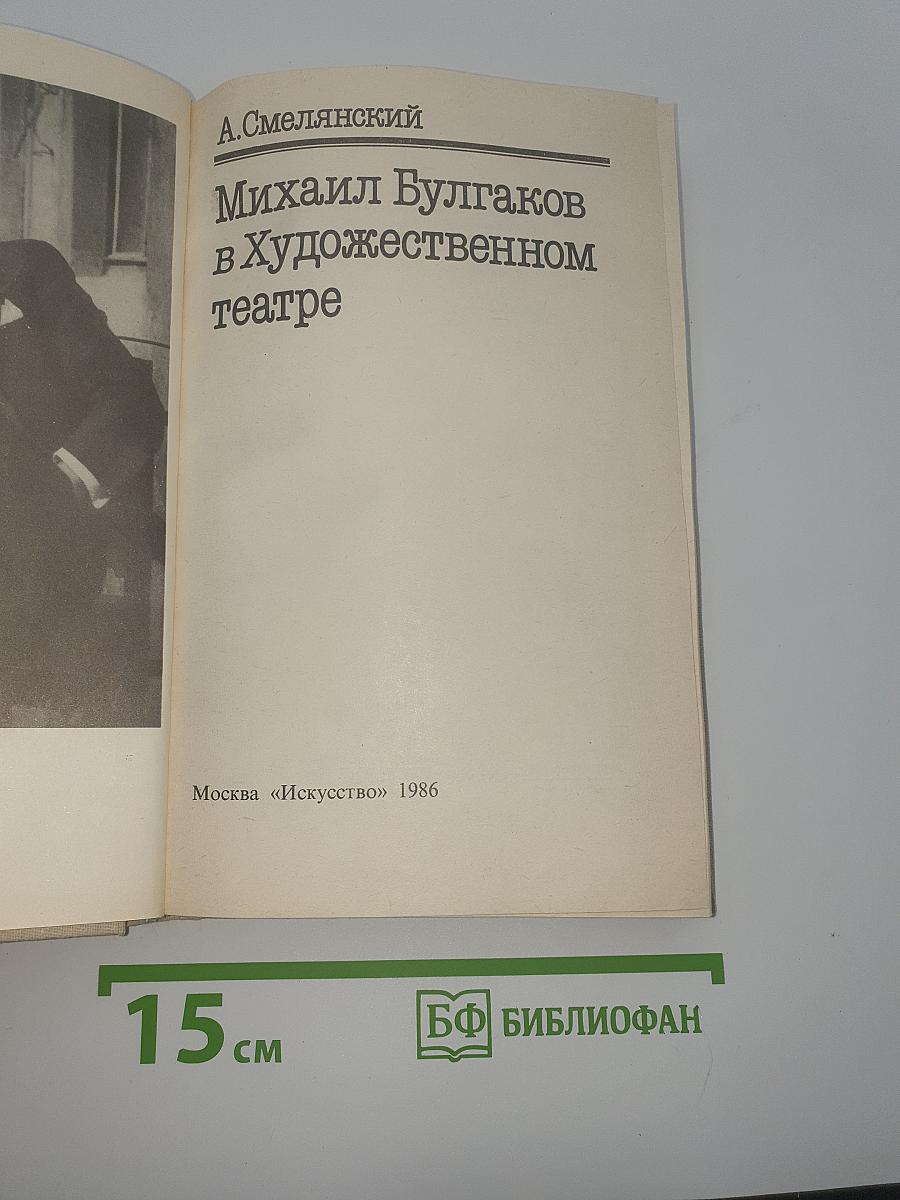 А.Смелянский
Михаил Булгаков
в Художественном
театре
Москва «Искусство» 1986
15 см
БФ БИБЛИОФАН